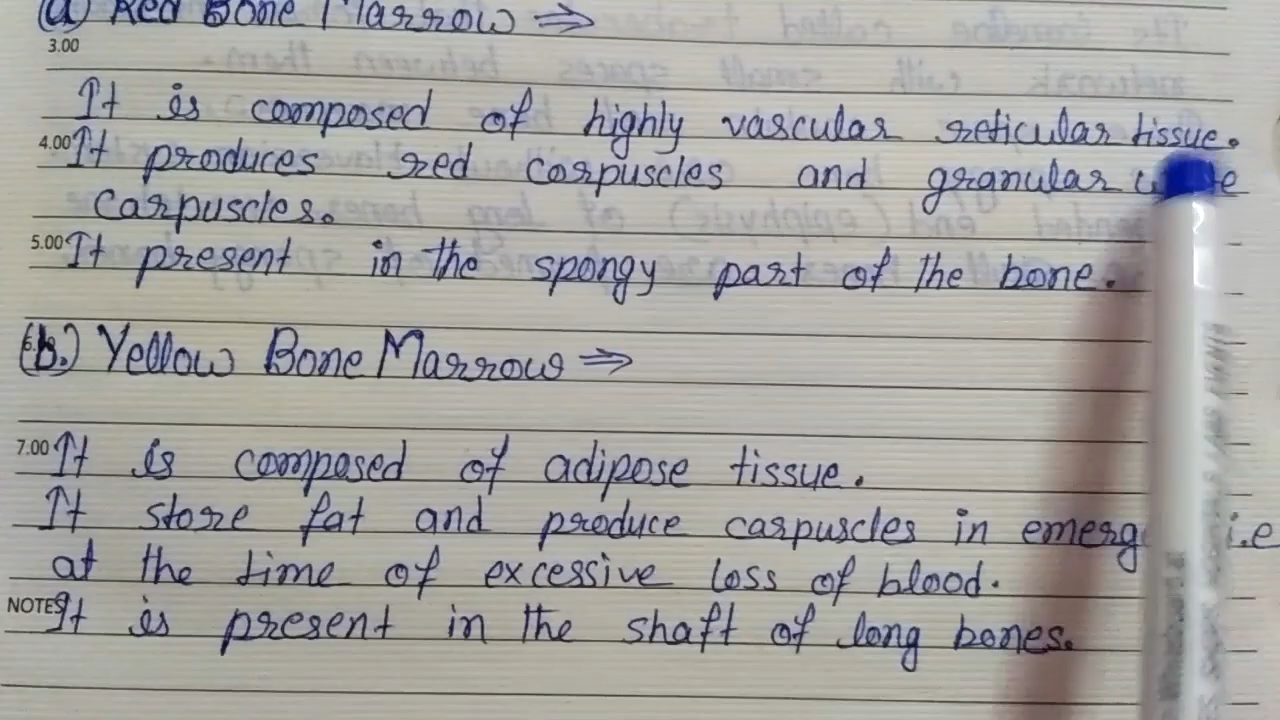 (a) Red Bone Marrow ⇒
3.00
It is composed of highly vascular reticular tissue.
4.00 It produces red corpuscles and granular
carpuscles.
5.00 It present in the spongy part of the bone.
(b.) Yellow Bone Marrow ⇒
7.00 It is composed of adipose tissue.
It store fat and produce carpuscles in i.e
at the time of excessive loss of blood.
NOTES It is present in the shaft of long bones.